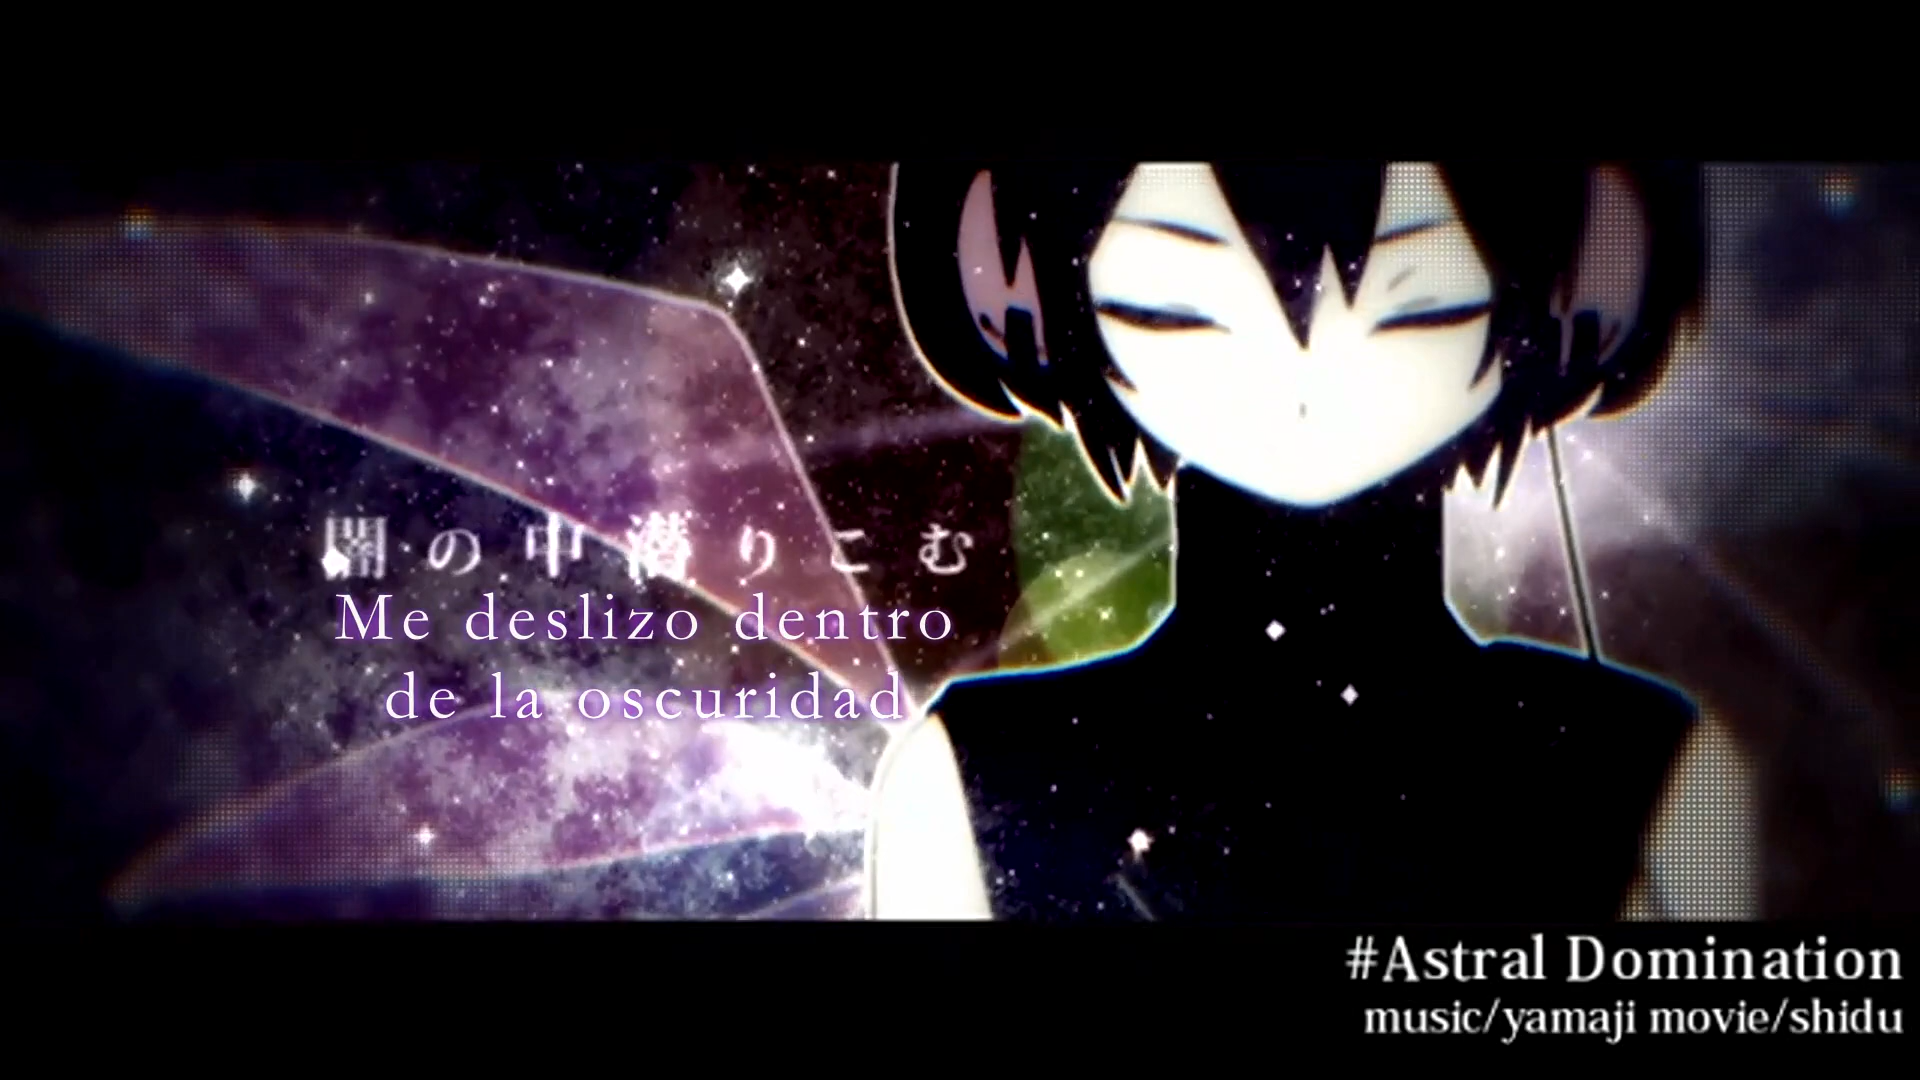 闇の中潜りこむ
Me deslizo dentro
de la oscuridad
#Astral Domination
music/yamaji movie/shidu